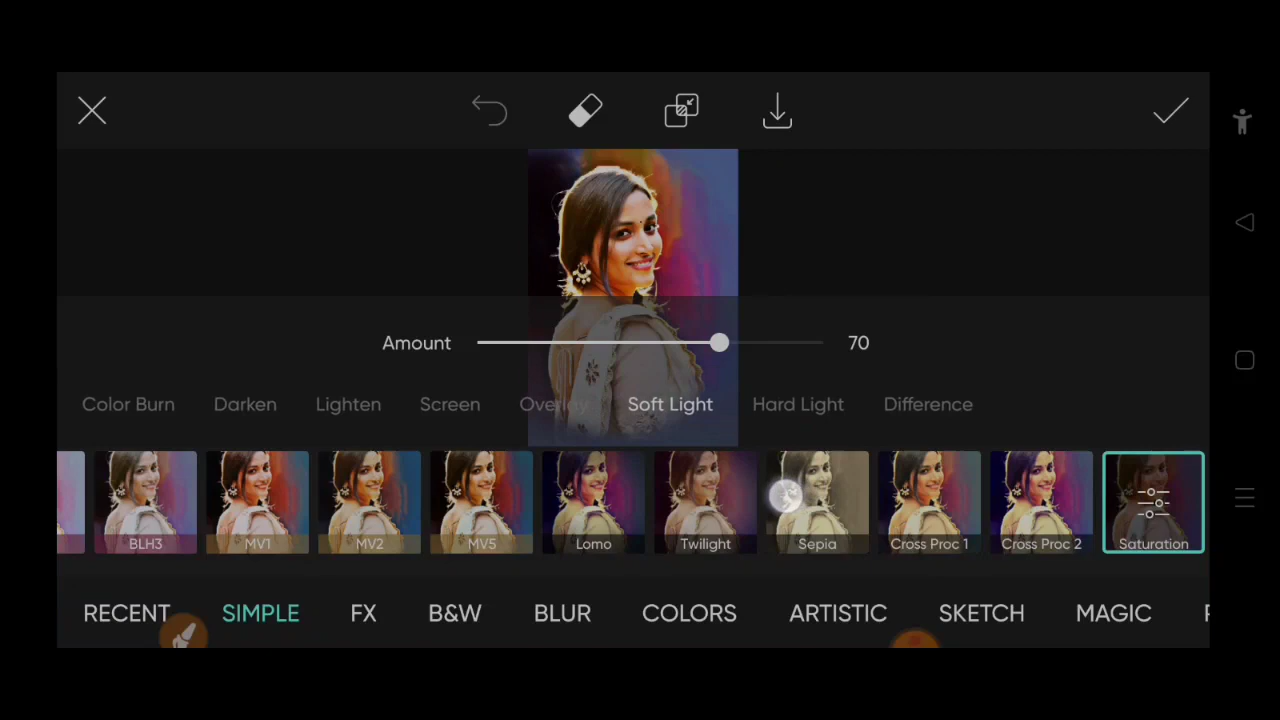 Amount 70
Color Burn Darken Lighten Screen Overlay Soft Light Hard Light Difference
BLH3 MV1 MV2 MV5 Lomo Twilight Sepia Cross Proc 1 Cross Proc 2 Saturation
RECENT SIMPLE FX B&W BLUR COLORS ARTISTIC SKETCH MAGIC